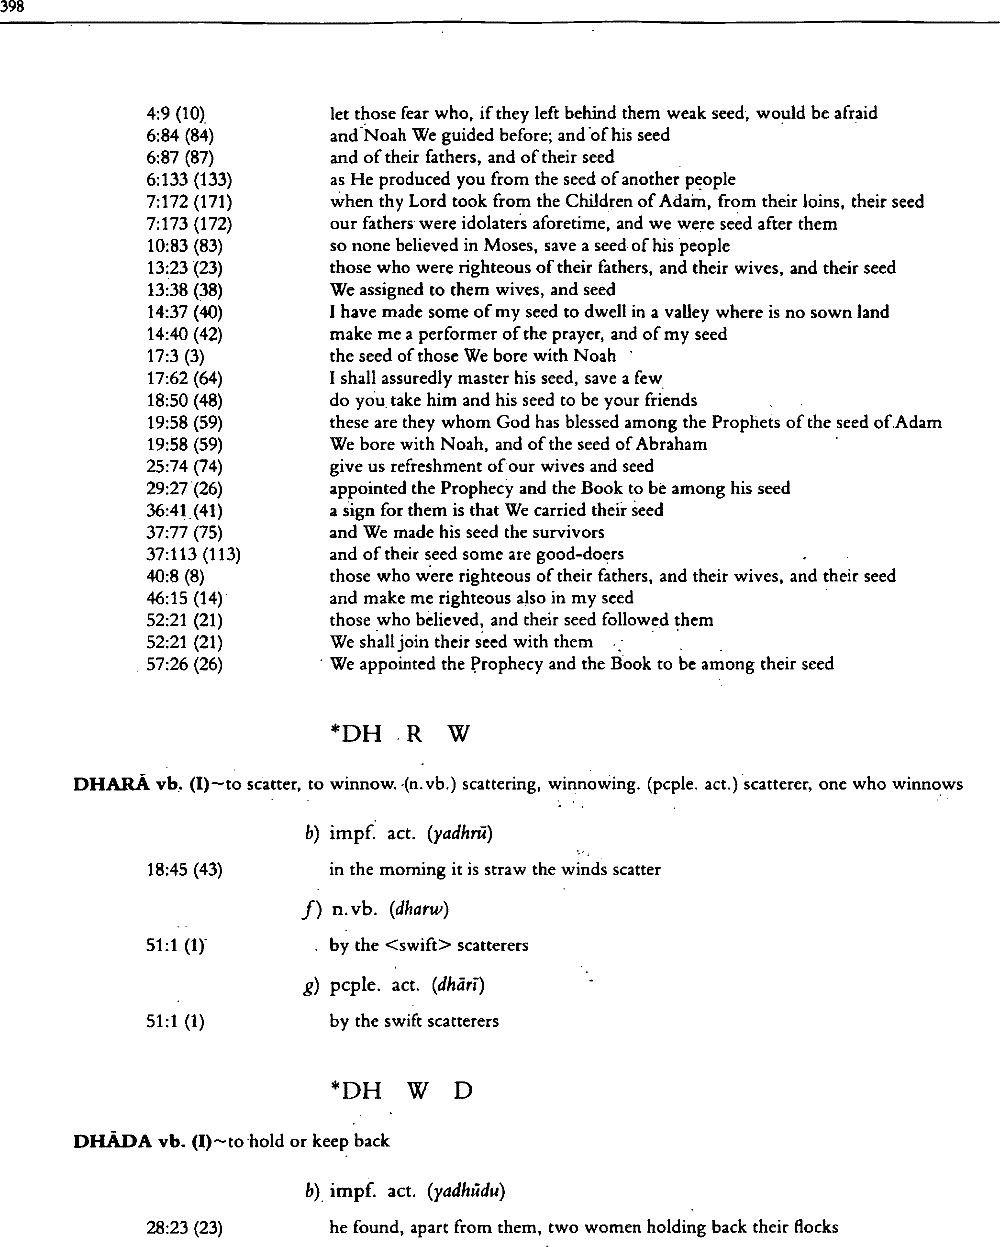 398
4:9 (10) let those fear who, if they left behind them weak seed, would be afraid
6:84 (84) and Noah We guided before; and of his seed
6:87 (87) and of their fathers, and of their seed
6:133 (133) as He produced you from the seed of another people
7:172 (171) when thy Lord took from the Children of Adam, from their loins, their seed
7:173 (172) our fathers were idolaters aforetime, and we were seed after them
10:83 (83) so none believed in Moses, save a seed of his people
13:23 (23) those who were righteous of their fathers, and their wives, and their seed
13:38 (38) We assigned to them wives, and seed
14:37 (40) I have made some of my seed to dwell in a valley where is no sown land
14:40 (42) make me a performer of the prayer, and of my seed
17:3 (3) the seed of those We bore with Noah
17:62 (64) I shall assuredly master his seed, save a few
18:50 (48) do you take him and his seed to be your friends
19:58 (59) these are they whom God has blessed among the Prophets of the seed of Adam
19:58 (59) We bore with Noah, and of the seed of Abraham
25:74 (74) give us refreshment of our wives and seed
29:27 (26) appointed the Prophecy and the Book to be among his seed
36:41 (41) a sign for them is that We carried their seed
37:77 (75) and We made his seed the survivors
37:113 (113) and of their seed some are good-doers
40:8 (8) those who were righteous of their fathers, and their wives, and their seed
46:15 (14) and make me righteous also in my seed
52:21 (21) those who believed, and their seed followed them
52:21 (21) We shall join their seed with them
57:26 (26) We appointed the Prophecy and the Book to be among their seed
*DH R W
DHARĀ vb. (I)~to scatter, to winnow. (n.vb.) scattering, winnowing. (pcple. act.) scatterer, one who winnows
b) impf. act. (yadhrū)
18:45 (43) in the morning it is straw the winds scatter
f) n.vb. (dharw)
51:1 (1) by the <swift> scatterers
g) pcple. act. (dhārī)
51:1 (1) by the swift scatterers
*DH W D
DHĀDA vb. (I)~to hold or keep back
b) impf. act. (yadhūdu)
28:23 (23) he found, apart from them, two women holding back their flocks